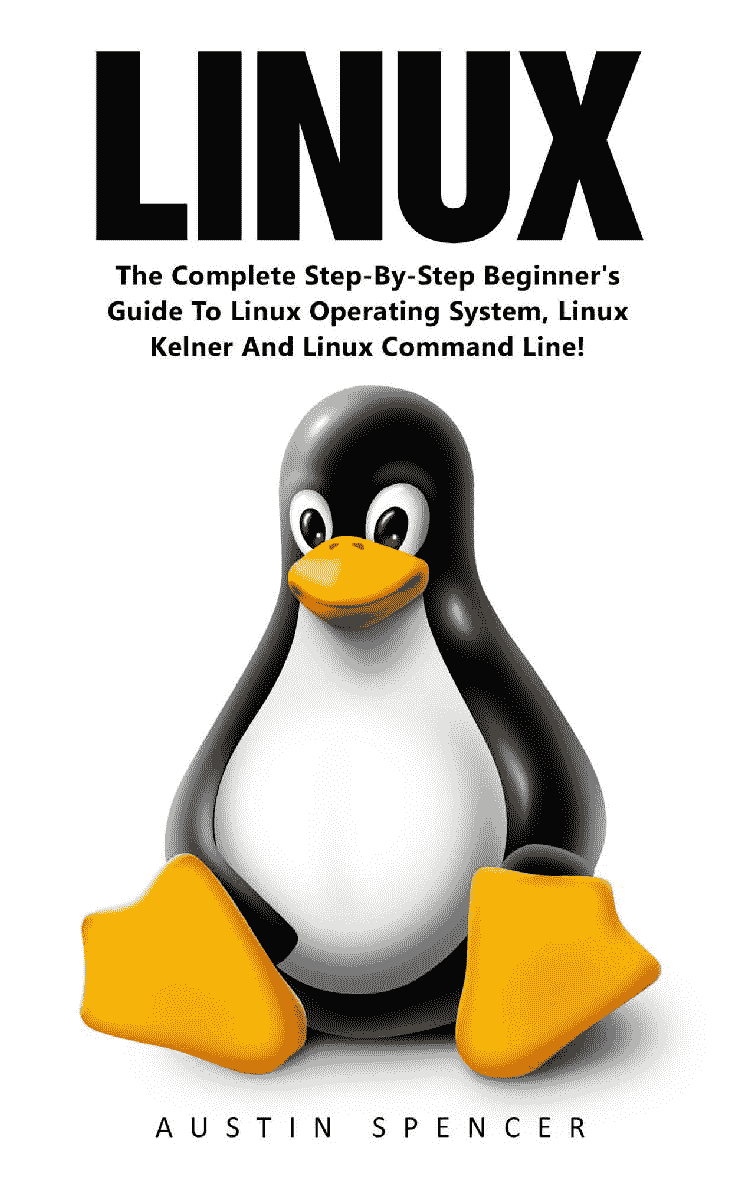 LINUX
The Complete Step-By-Step Beginner's
Guide To Linux Operating System, Linux
Kelner And Linux Command Line!
AUSTIN SPENCER